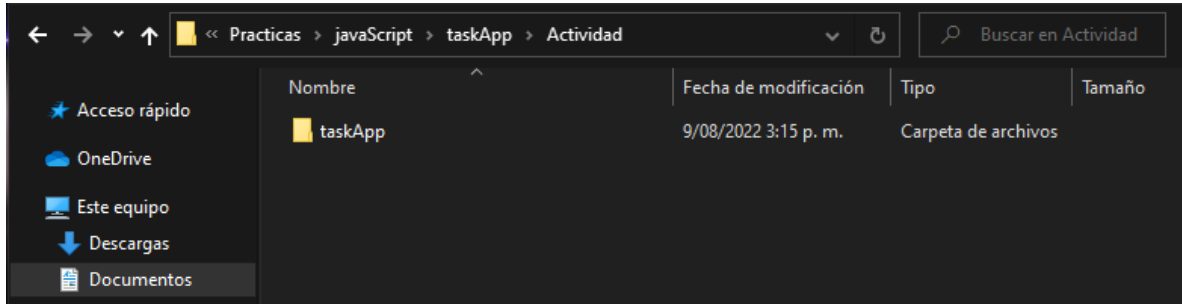 « Practicas > javaScript > taskApp > Actividad
Buscar en Actividad
Nombre Fecha de modificación Tipo Tamaño
Acceso rápido
taskApp 9/08/2022 3:15 p. m. Carpeta de archivos
OneDrive
Este equipo
Descargas
Documentos